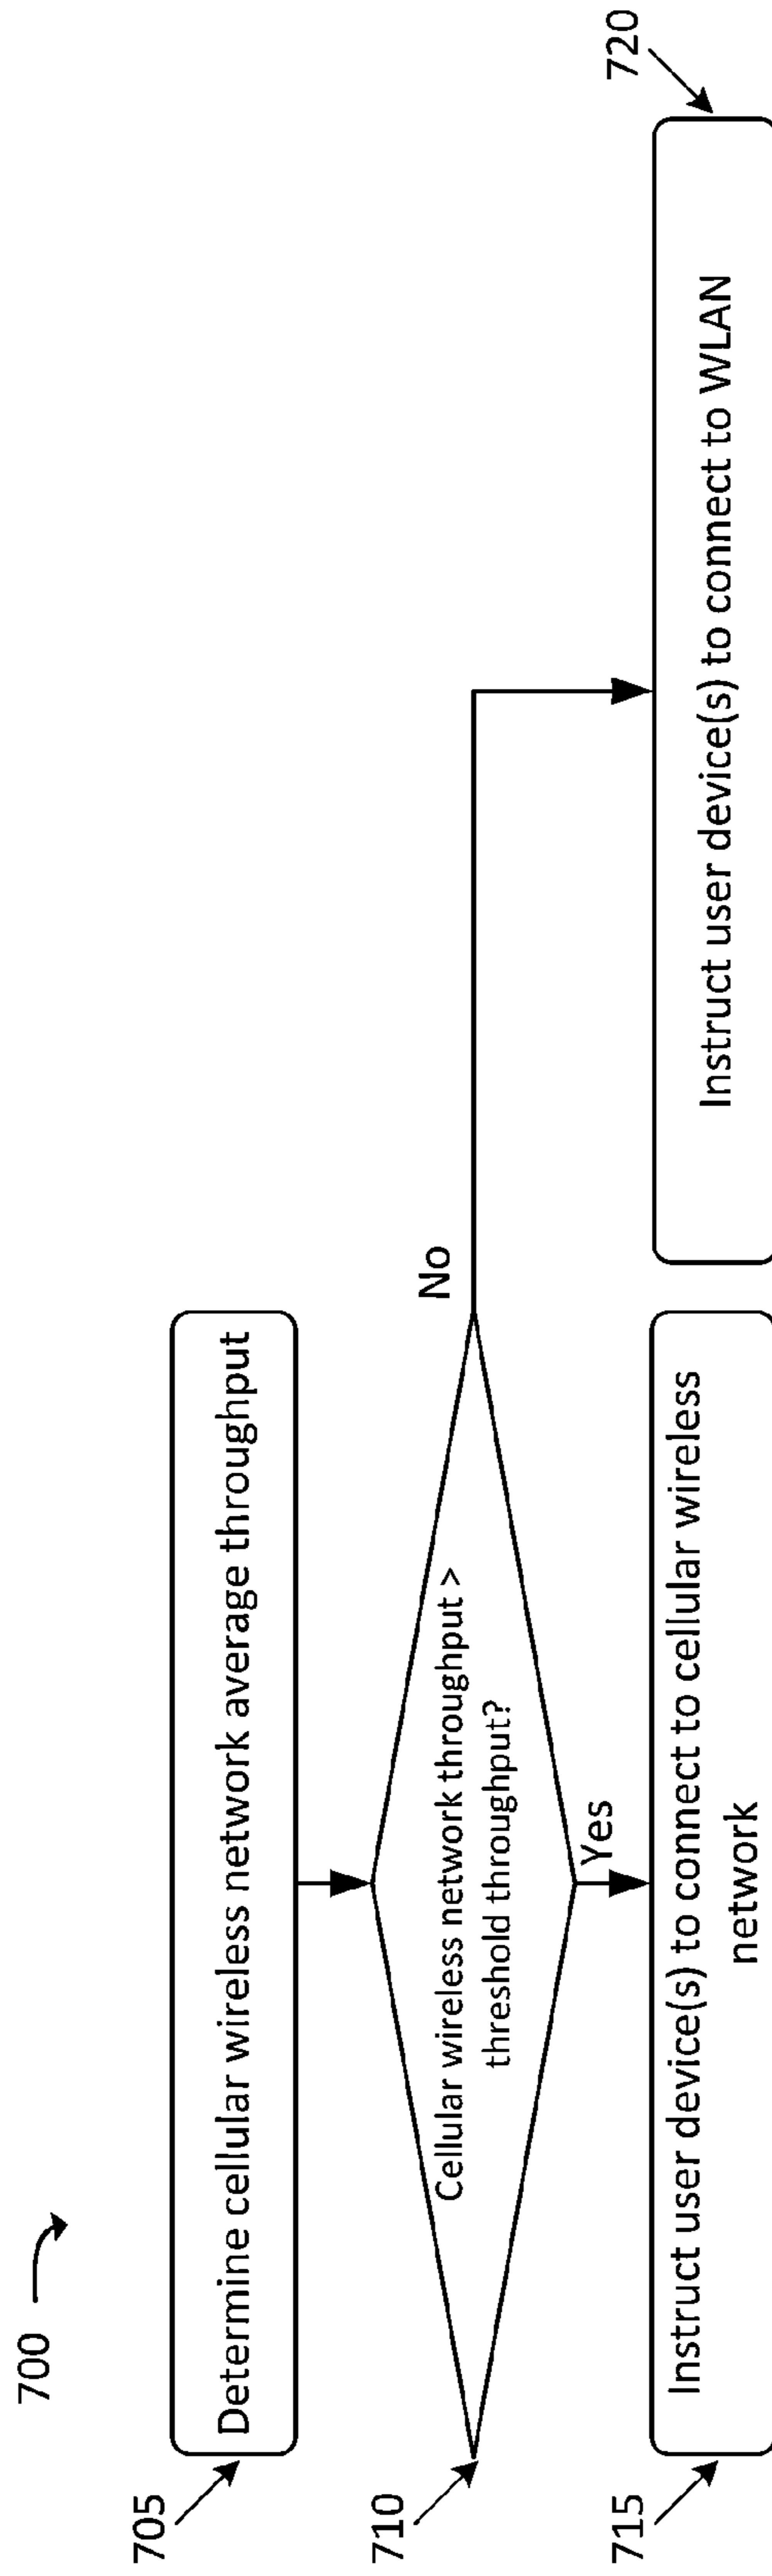 700
705
Determine cellular wireless network average throughput
710
Cellular wireless network throughput >
threshold throughput?
No
Yes
715
Instruct user device(s) to connect to cellular wireless
network
720
Instruct user device(s) to connect to WLAN